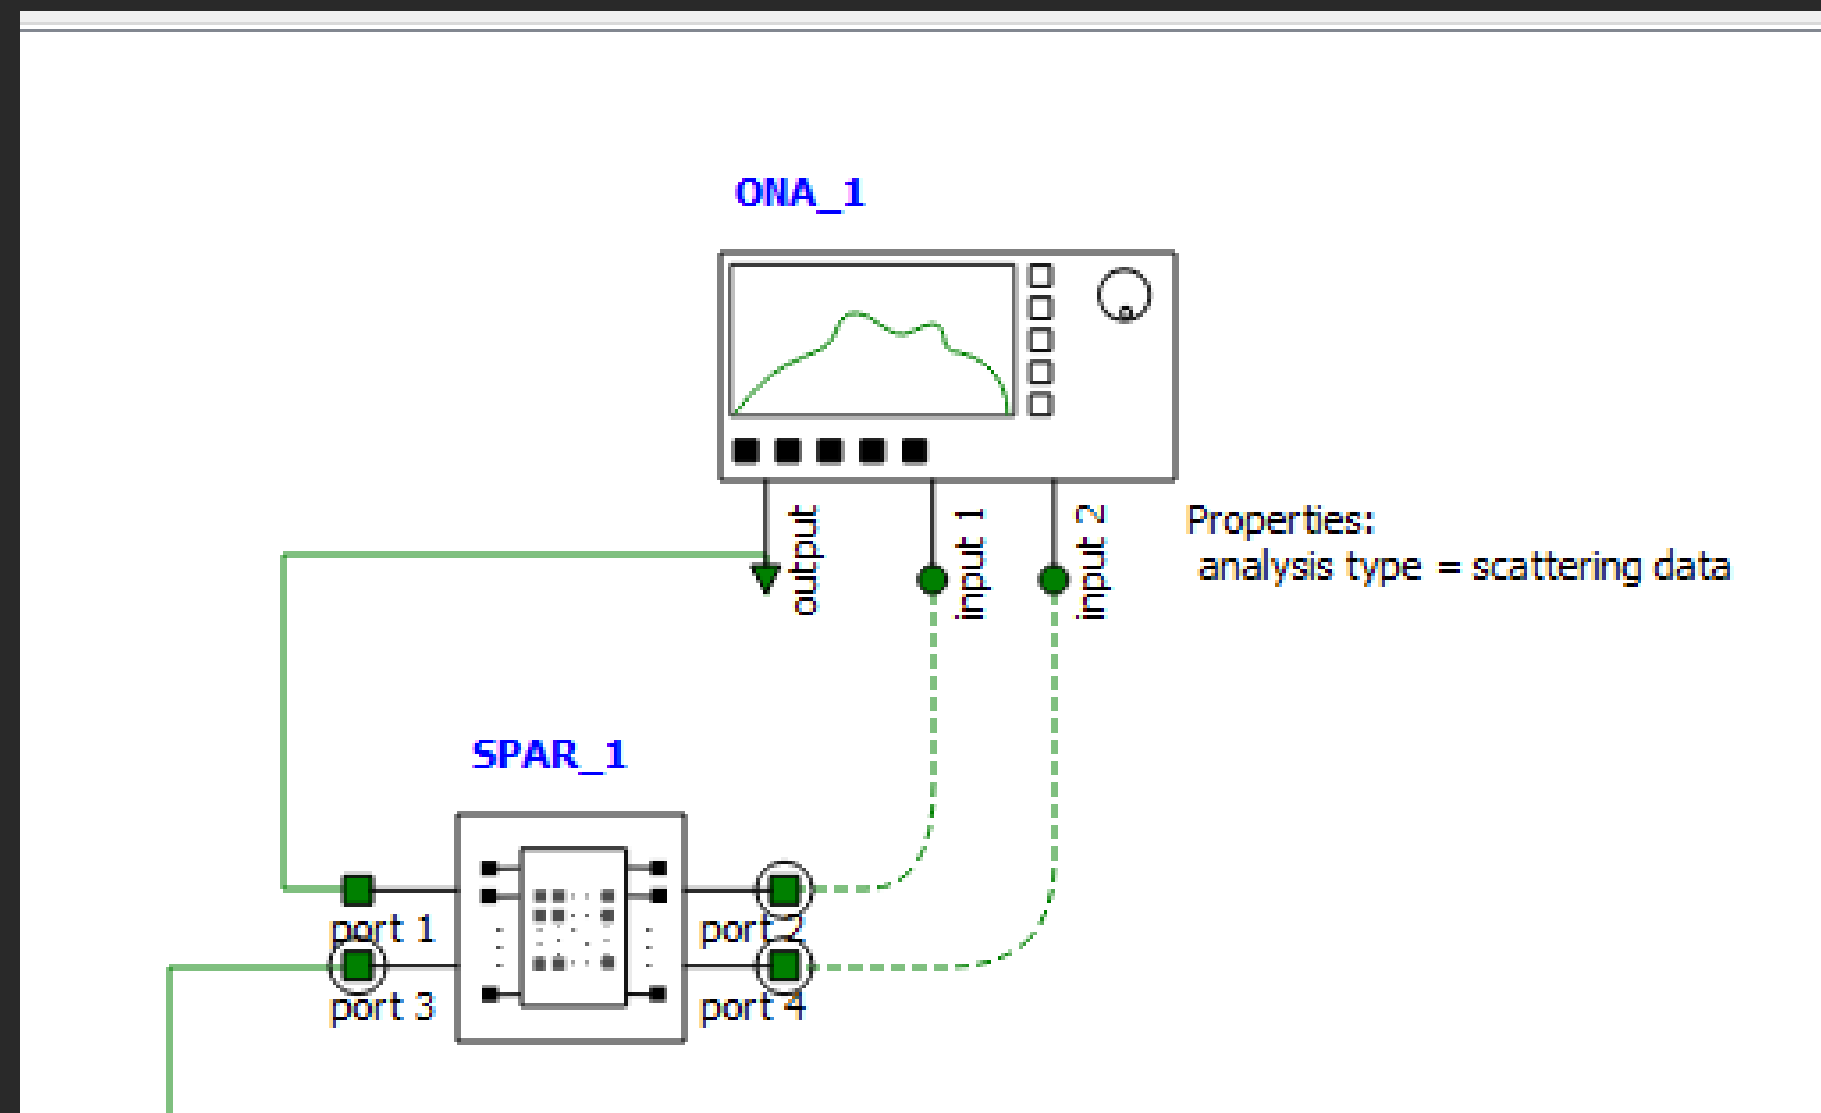 ONA_1
output
input 1
input 2
Properties:
analysis type = scattering data
SPAR_1
port 1
port 2
port 3
port 4